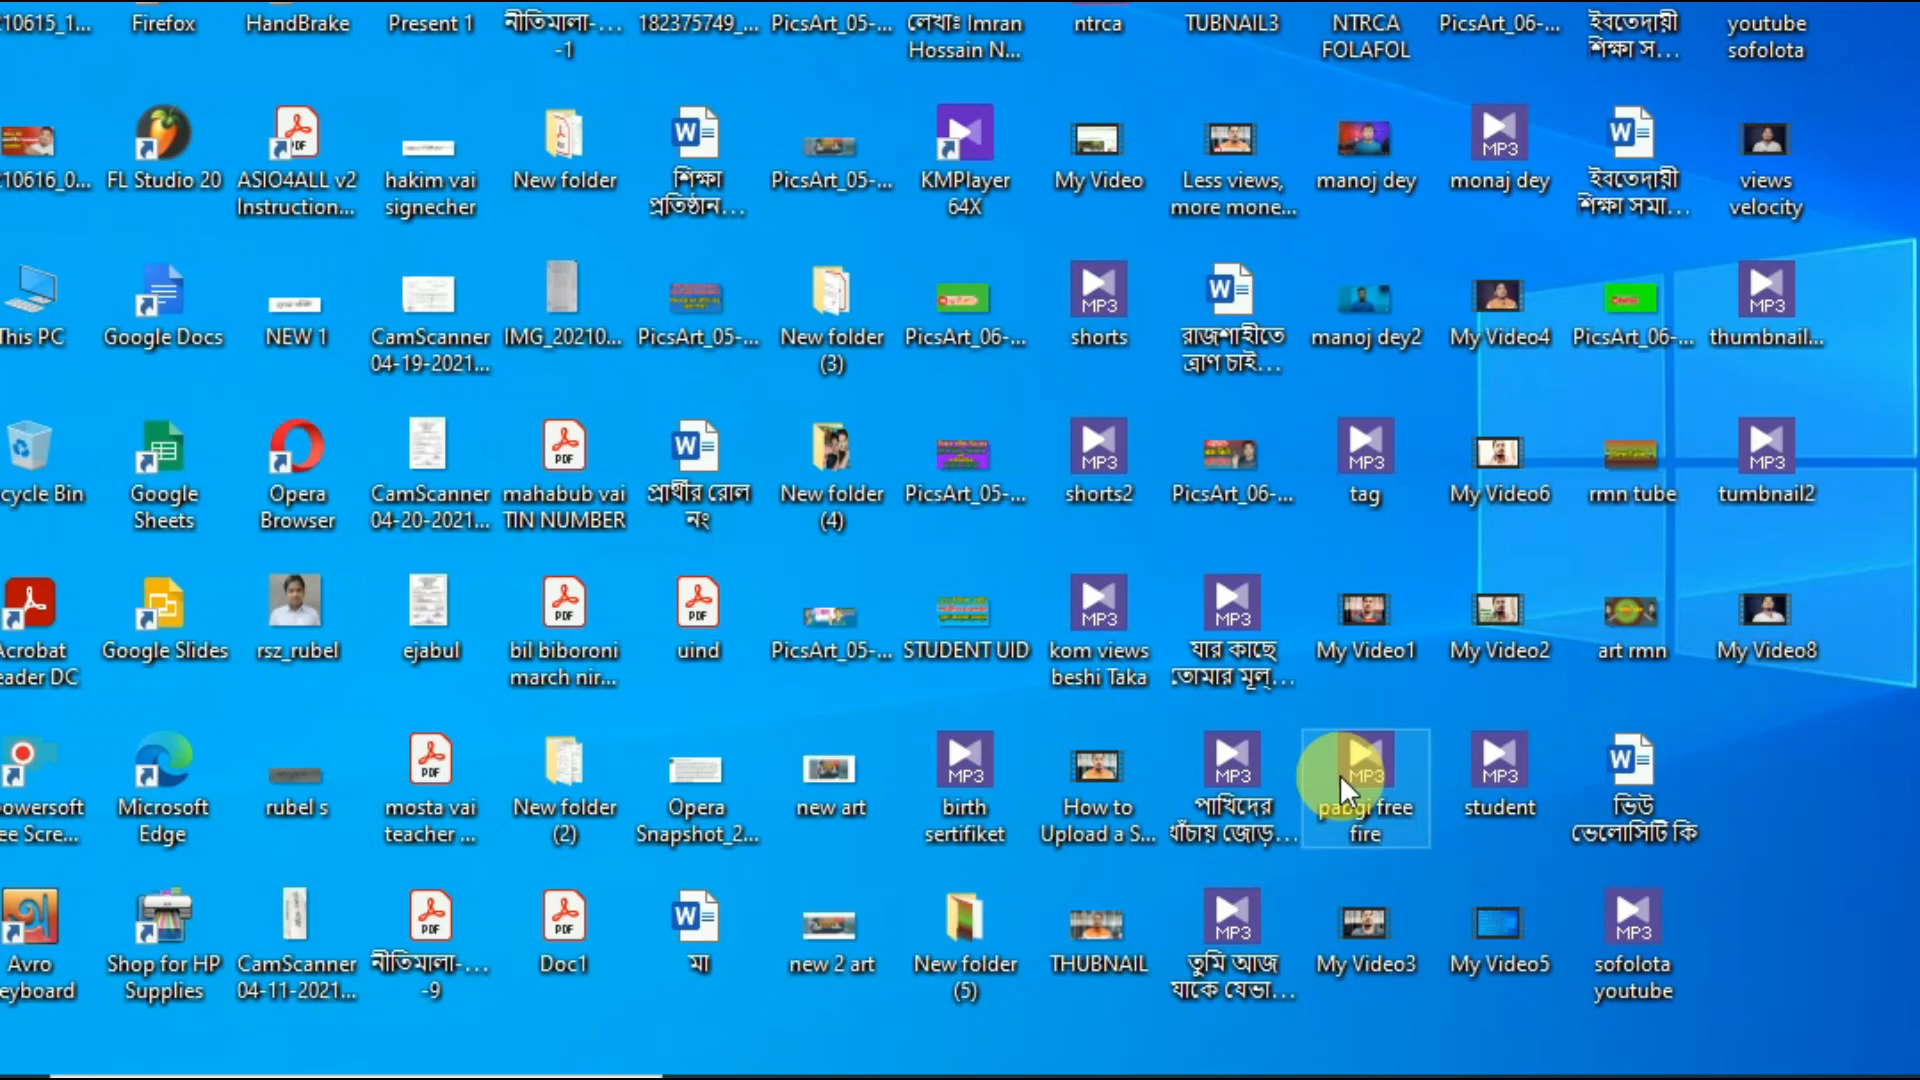 10615_1...
Firefox
HandBrake
Present 1
নীতিমালা-...
-1
182375749_...
PicsArt_05-...
লেখাঃ Imran
Hossain N...
ntrca
TUBNAIL3
NTRCA
FOLAFOL
PicsArt_06-...
ইবতেদায়ী
শিক্ষা স...
youtube
sofolota
10616_0...
FL Studio 20
ASIO4ALL v2
Instruction...
hakim vai
signecher
New folder
শিক্ষা
প্রতিষ্ঠান...
PicsArt_05-...
KMPlayer
64X
My Video
Less views,
more mone...
manoj dey
monaj dey
ইবতেদায়ী
শিক্ষা সমা...
views
velocity
This PC
Google Docs
NEW 1
CamScanner
04-19-2021...
IMG_20210...
PicsArt_05-...
New folder
(3)
PicsArt_06-...
shorts
রাজশাহীতে
ত্রাণ চাই...
manoj dey2
My Video4
PicsArt_06-...
thumbnail...
cycle Bin
Google
Sheets
Opera
Browser
CamScanner
04-20-2021...
mahabub vai
TIN NUMBER
প্রার্থীর রোল
নং
New folder
(4)
PicsArt_05-...
shorts2
PicsArt_06-...
tag
My Video6
rmn tube
tumbnail2
Acrobat
eader DC
Google Slides
rsz_rubel
ejabul
bil biboroni
march nir...
uind
PicsArt_05-...
STUDENT UID
kom views
beshi Taka
যার কাছে
তোমার মূল্...
My Video1
My Video2
art rmn
My Video8
powersoft
ee Scre...
Microsoft
Edge
rubel s
mosta vai
teacher ...
New folder
(2)
Opera
Snapshot_2...
new art
birth
sertifiket
How to
Upload a S...
পাখিদের
খাঁচায় জোড়...
pabgi free
fire
student
ভিউ
ভেলোসিটি কি
Avro
eyboard
Shop for HP
Supplies
CamScanner
04-11-2021...
নীতিমালা-...
-9
Doc1
মা
new 2 art
New folder
(5)
THUBNAIL
তুমি আজ
যাকে যেভা...
My Video3
My Video5
sofolota
youtube